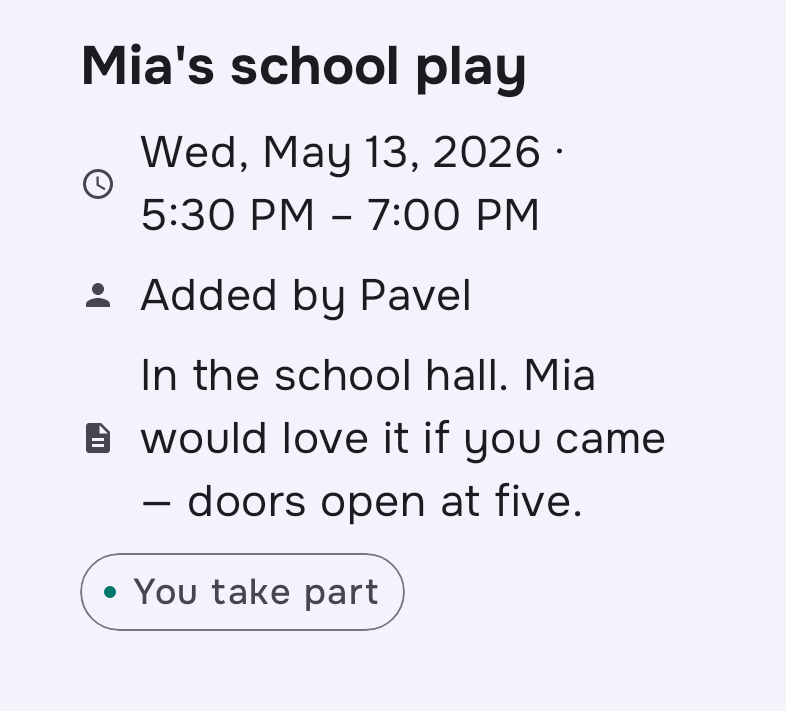 Mia's school play
Wed, May 13, 2026 ·
5:30 PM – 7:00 PM
Added by Pavel
In the school hall. Mia
would love it if you came
— doors open at five.
You take part